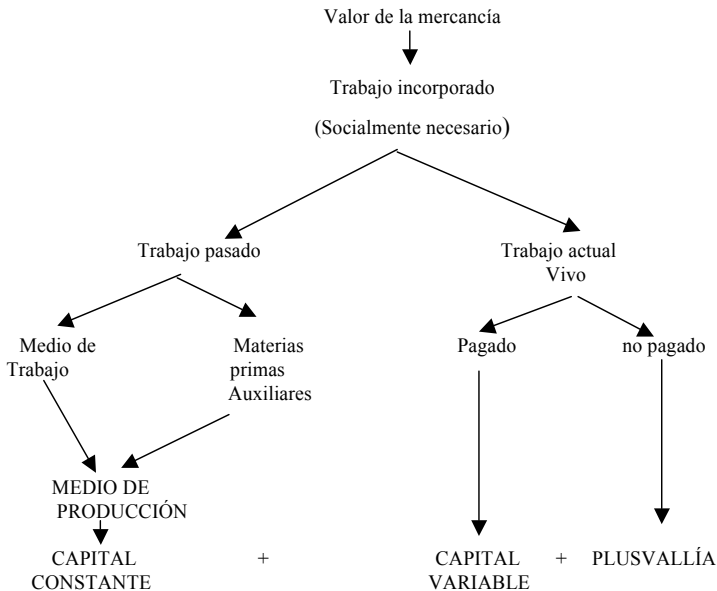 Valor de la mercancía
Trabajo incorporado
(Socialmente necesario)
Trabajo pasado
Trabajo actual
Vivo
Medio de
Trabajo
Materias
primas
Auxiliares
Pagado
no pagado
MEDIO DE
PRODUCCIÓN
CAPITAL
CONSTANTE
+
CAPITAL
VARIABLE
+
PLUSVALLÍA